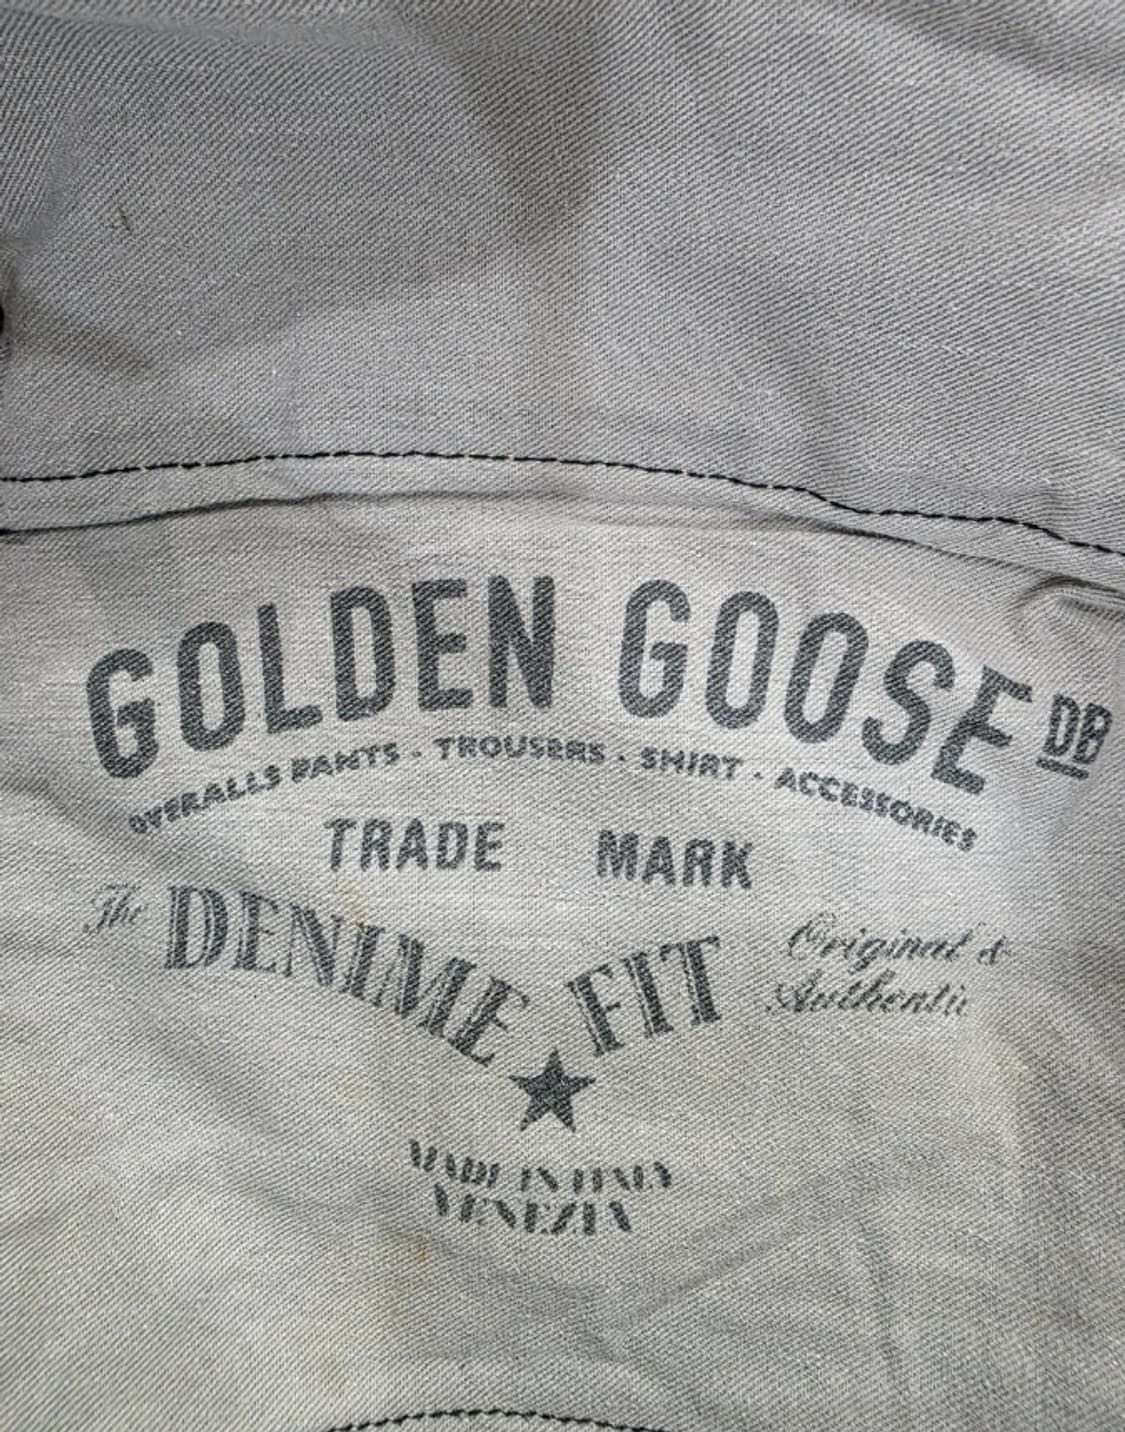 GOLDEN GOOSE DB
OVERALLS PANTS · TROUSERS · SHIRT · ACCESSORIES
TRADE MARK
The DENIME FIT Original &
Authentic
MADE IN ITALY
VENEZIA